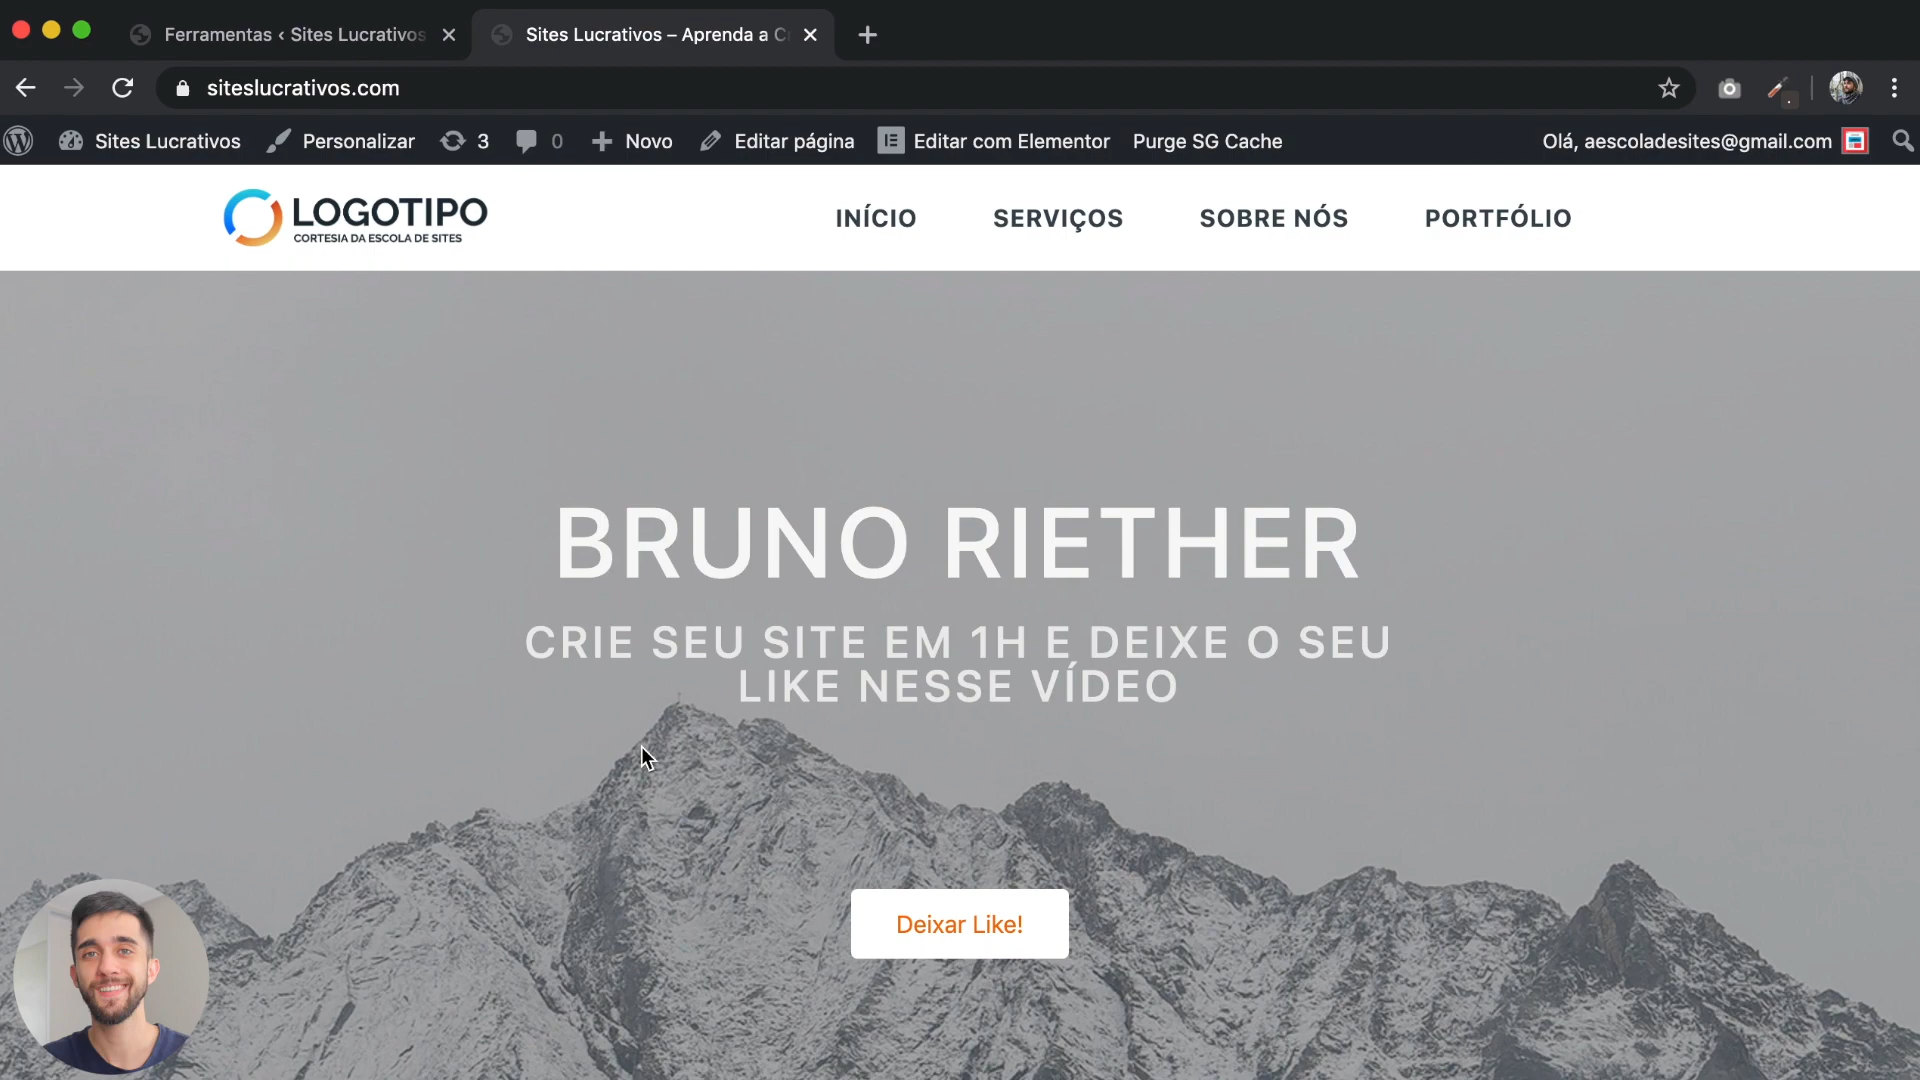 Ferramentas ‹ Sites Lucrativos
Sites Lucrativos – Aprenda a C
siteslucrativos.com
Sites Lucrativos
Personalizar
3
0
Novo
Editar página
Editar com Elementor
Purge SG Cache
Olá, aescoladesites@gmail.com
LOGOTIPO
CORTESIA DA ESCOLA DE SITES
INÍCIO
SERVIÇOS
SOBRE NÓS
PORTFÓLIO
BRUNO RIETHER
CRIE SEU SITE EM 1H E DEIXE O SEU
LIKE NESSE VÍDEO
Deixar Like!